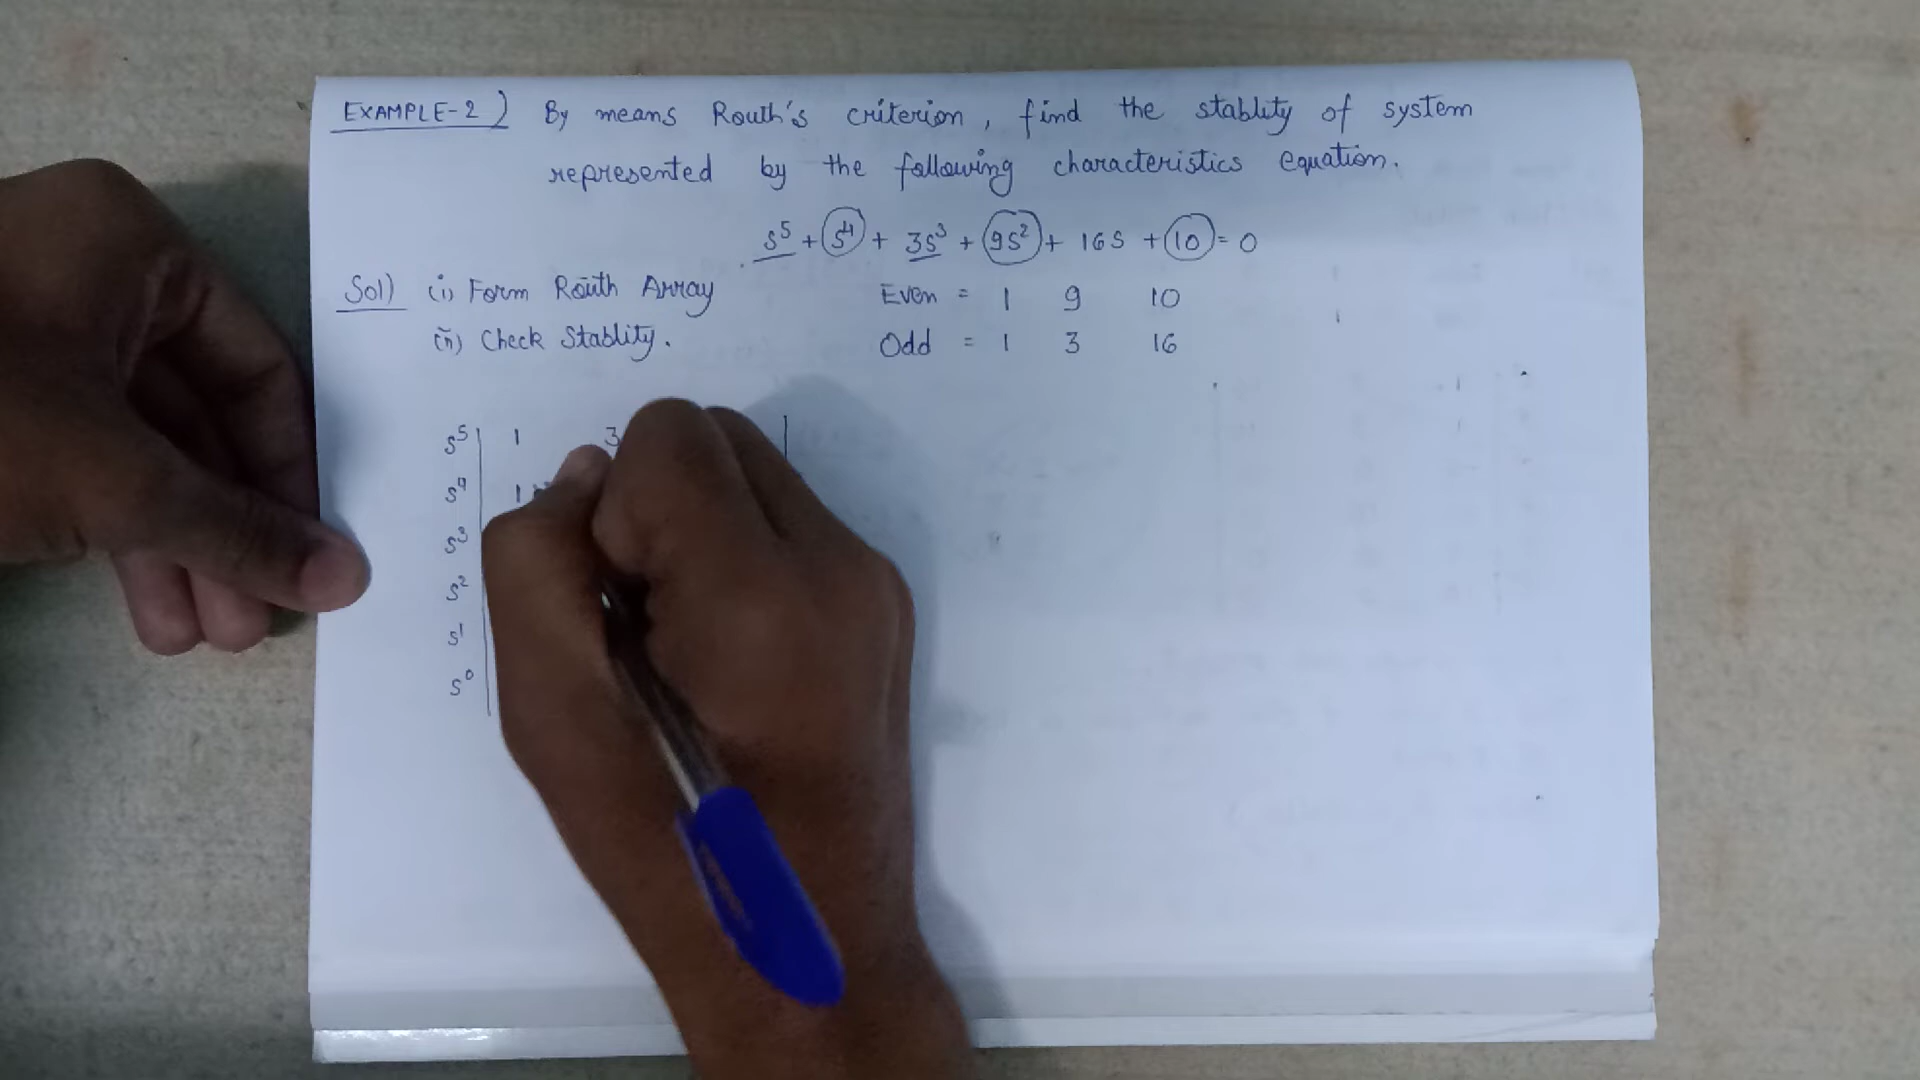 EXAMPLE-2) By means Routh's criterion, find the stablity of system
represented by the following characteristics equation.
s⁵ + s⁴ + 3s³ + 9s² + 16s + 10 = 0
Sol) (i) Form Routh Array
Even = 1 9 10
(ii) Check Stablity.
Odd = 1 3 16
s⁵ 1 3
s⁴ 1
s³
s²
s¹
s⁰